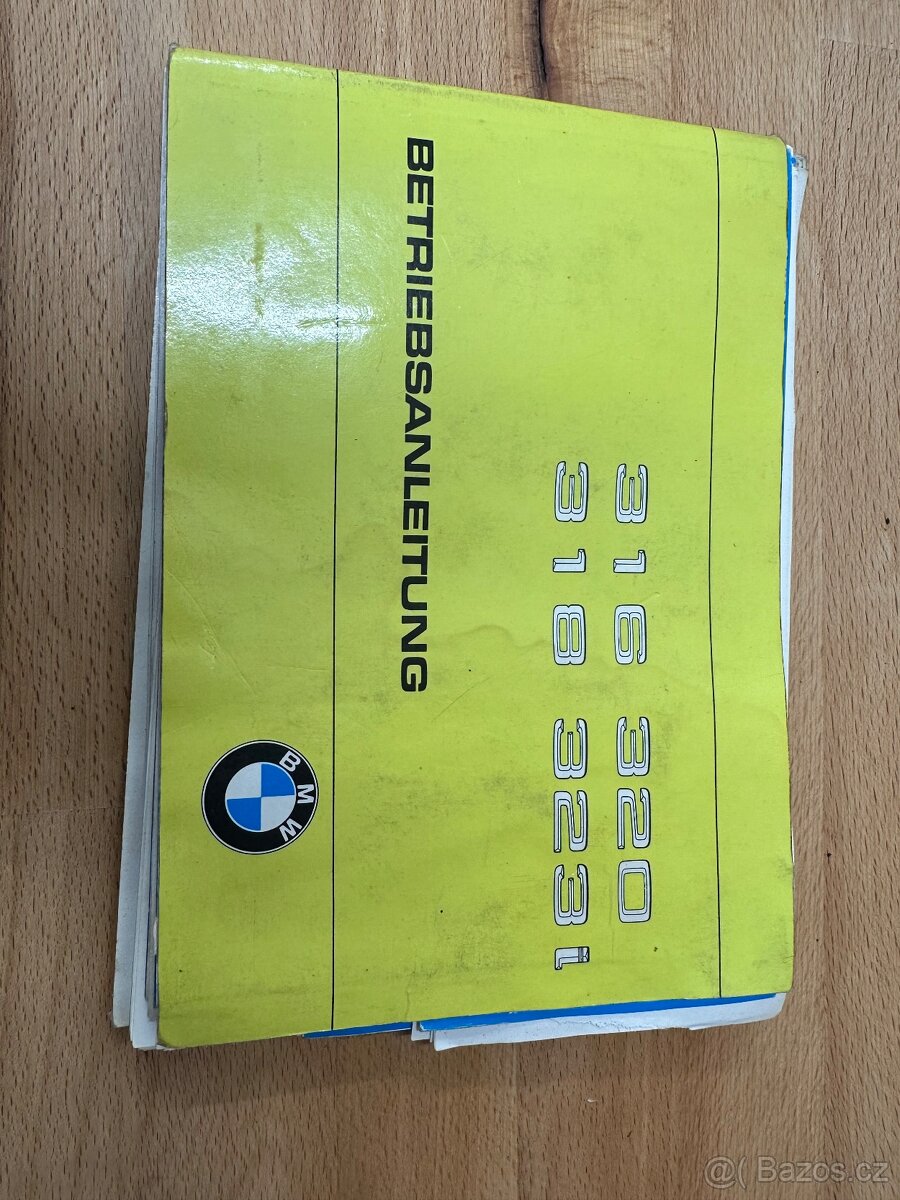 316 320
318 323i
BETRIEBSANLEITUNG
BMW
@( Bazos.cz